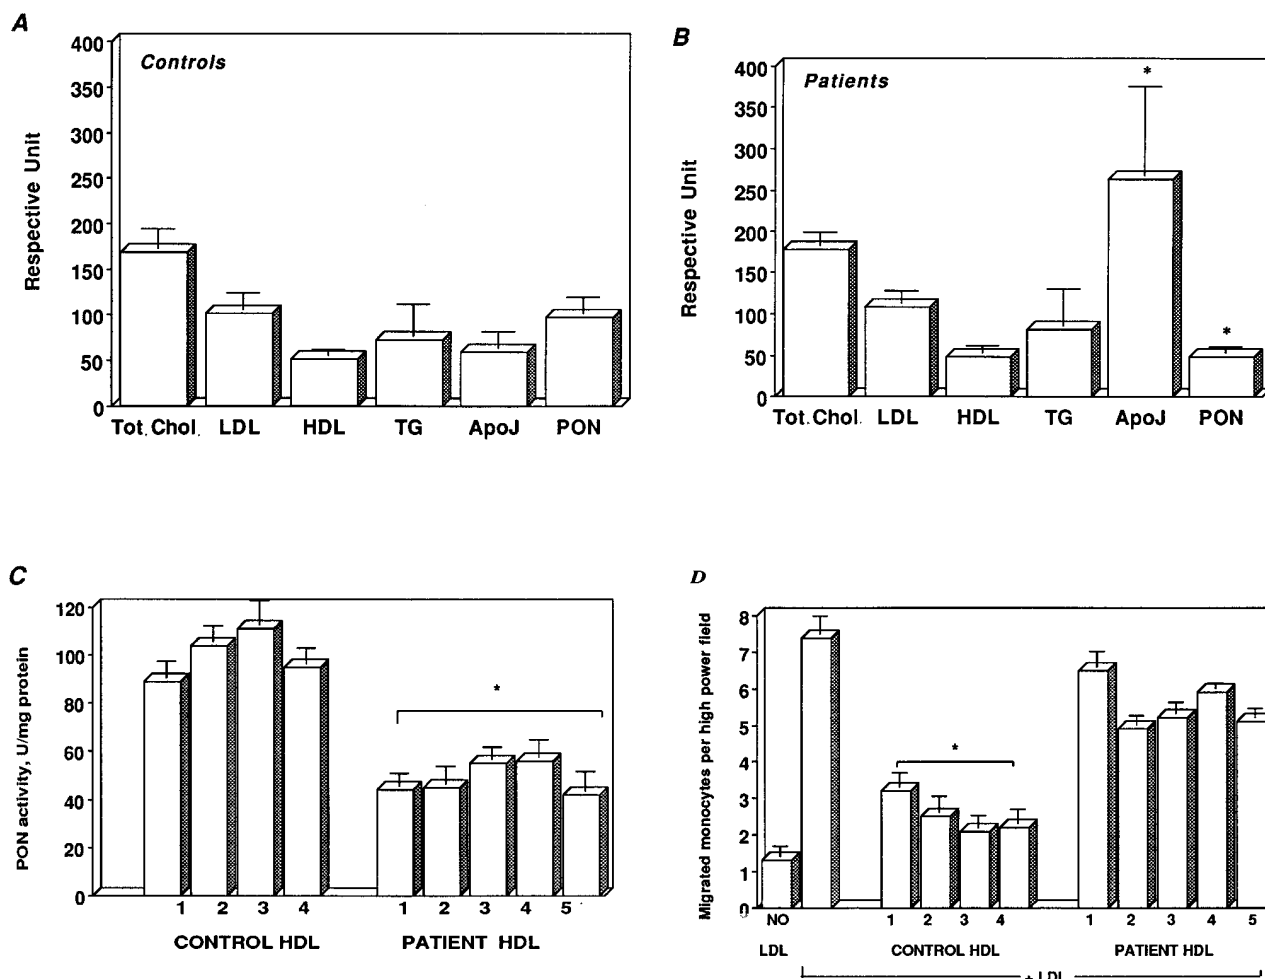 A
Controls
Respective Unit
400
350
300
250
200
150
100
50
0
Tot. Chol. LDL HDL TG ApoJ PON
B
Patients
Respective Unit
400
350
300
250
200
150
100
50
0
* *
Tot. Chol. LDL HDL TG ApoJ PON
C
PON activity, U/mg protein
120
100
80
60
40
20
0
*
1 2 3 4 1 2 3 4 5
CONTROL HDL PATIENT HDL
D
Migrated monocytes per high power field
8
7
6
5
4
3
2
1
0
*
NO 1 2 3 4 1 2 3 4 5
LDL CONTROL HDL PATIENT HDL
+ LDL